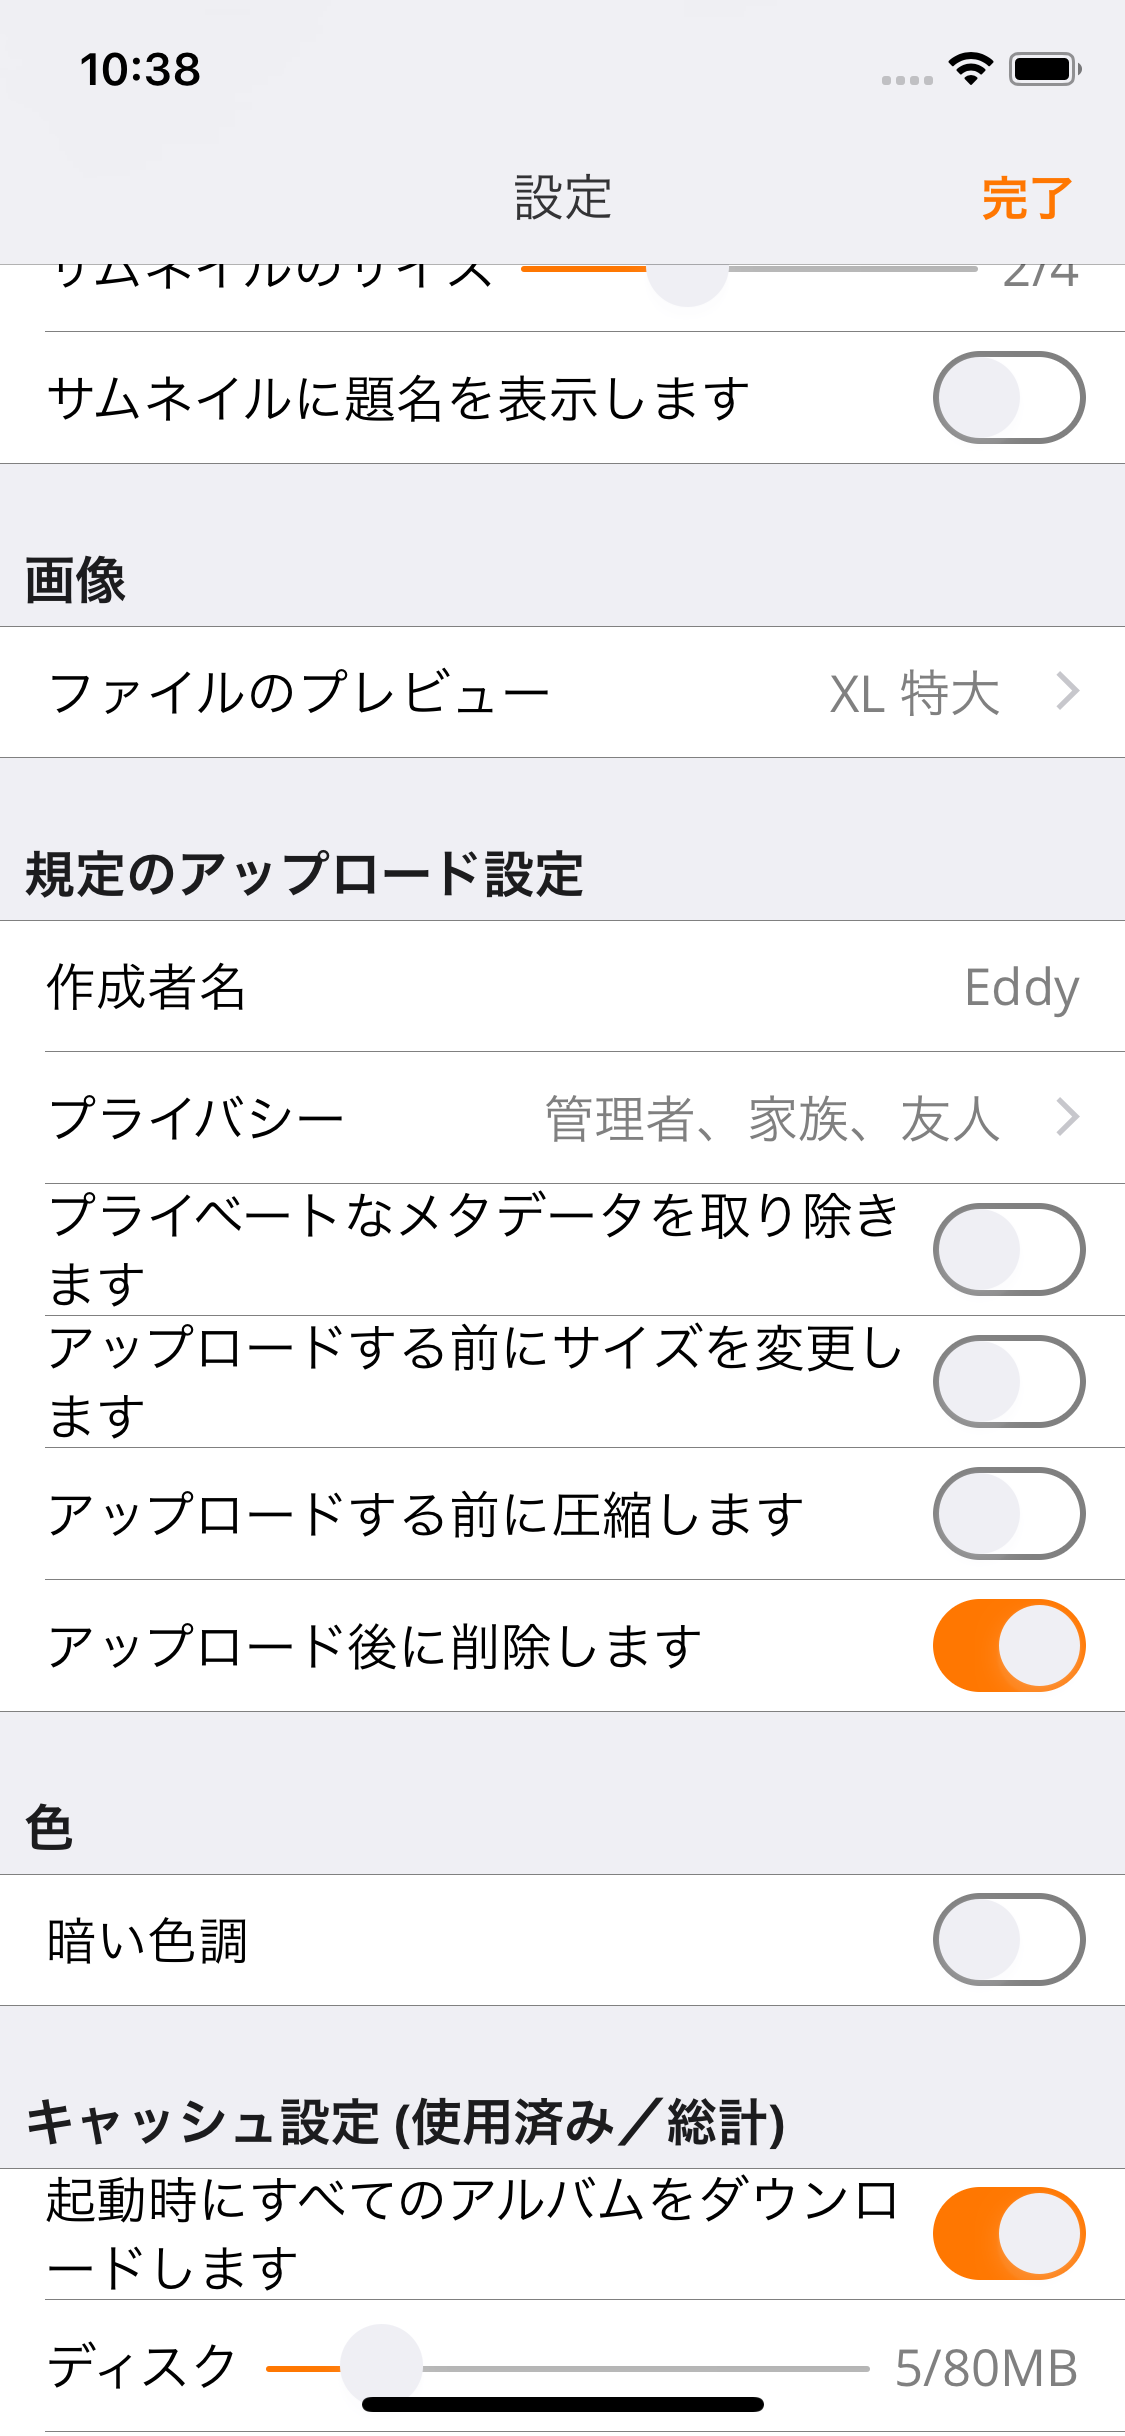 10:38
設定
完了
サムネイルのサイズ 2/4
サムネイルに題名を表示します
画像
ファイルのプレビュー XL 特大
規定のアップロード設定
作成者名 Eddy
プライバシー 管理者、家族、友人
プライベートなメタデータを取り除き
ます
アップロードする前にサイズを変更し
ます
アップロードする前に圧縮します
アップロード後に削除します
色
暗い色調
キャッシュ設定 (使用済み／総計)
起動時にすべてのアルバムをダウンロ
ードします
ディスク 5/80MB